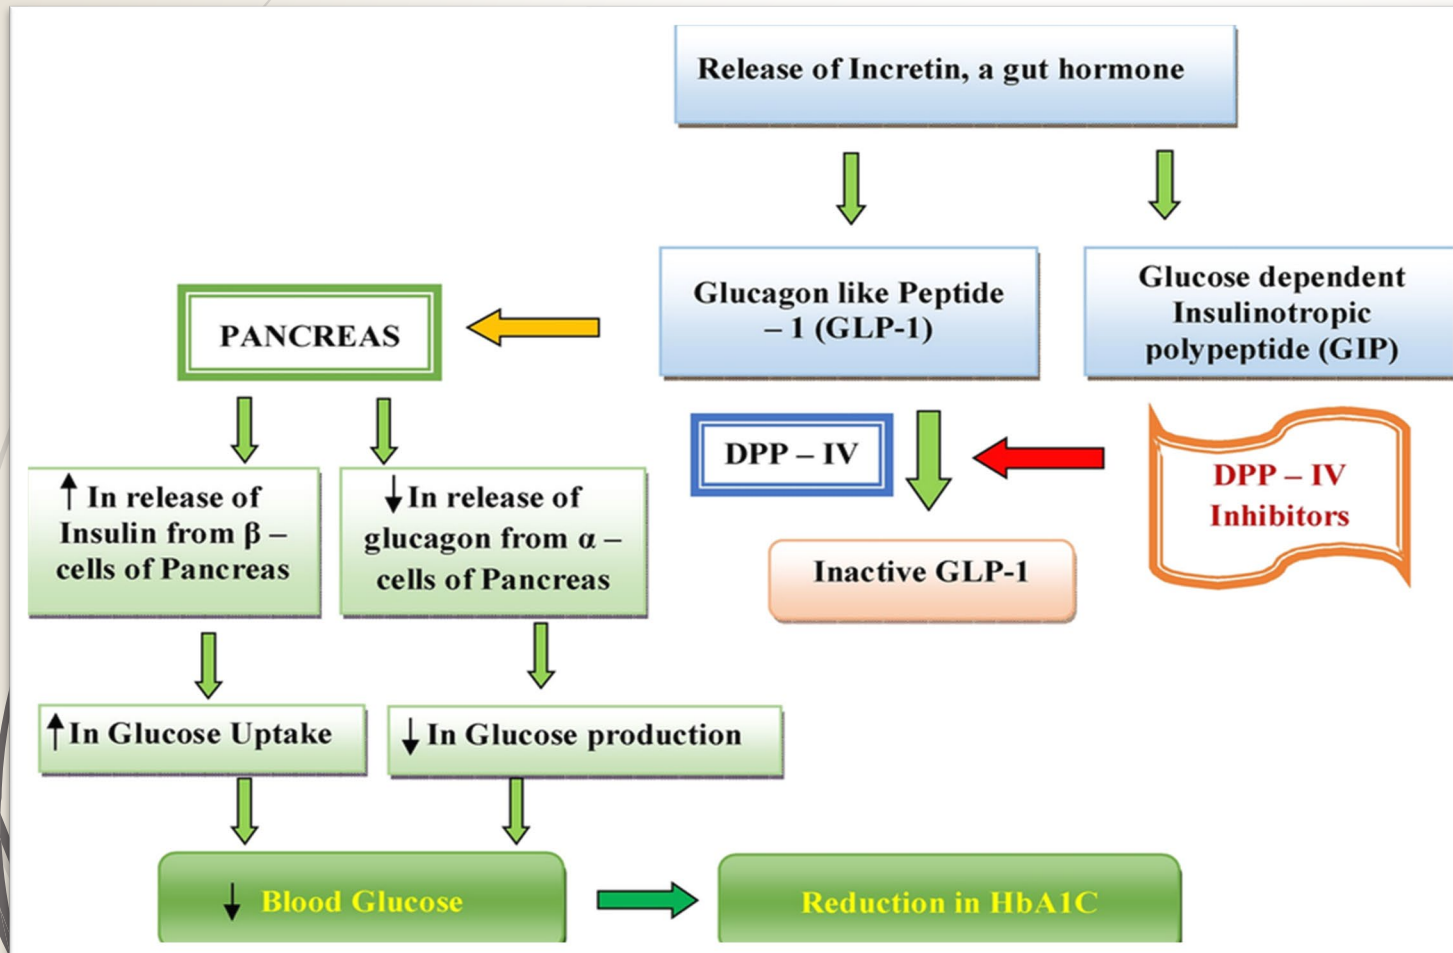 Release of Incretin, a gut hormone
Glucagon like Peptide
– 1 (GLP-1)
Glucose dependent
Insulinotropic
polypeptide (GIP)
PANCREAS
DPP – IV
DPP – IV
Inhibitors
↑ In release of
Insulin from β –
cells of Pancreas
↓ In release of
glucagon from α –
cells of Pancreas
Inactive GLP-1
↑ In Glucose Uptake
↓ In Glucose production
↓ Blood Glucose
Reduction in HbA1C